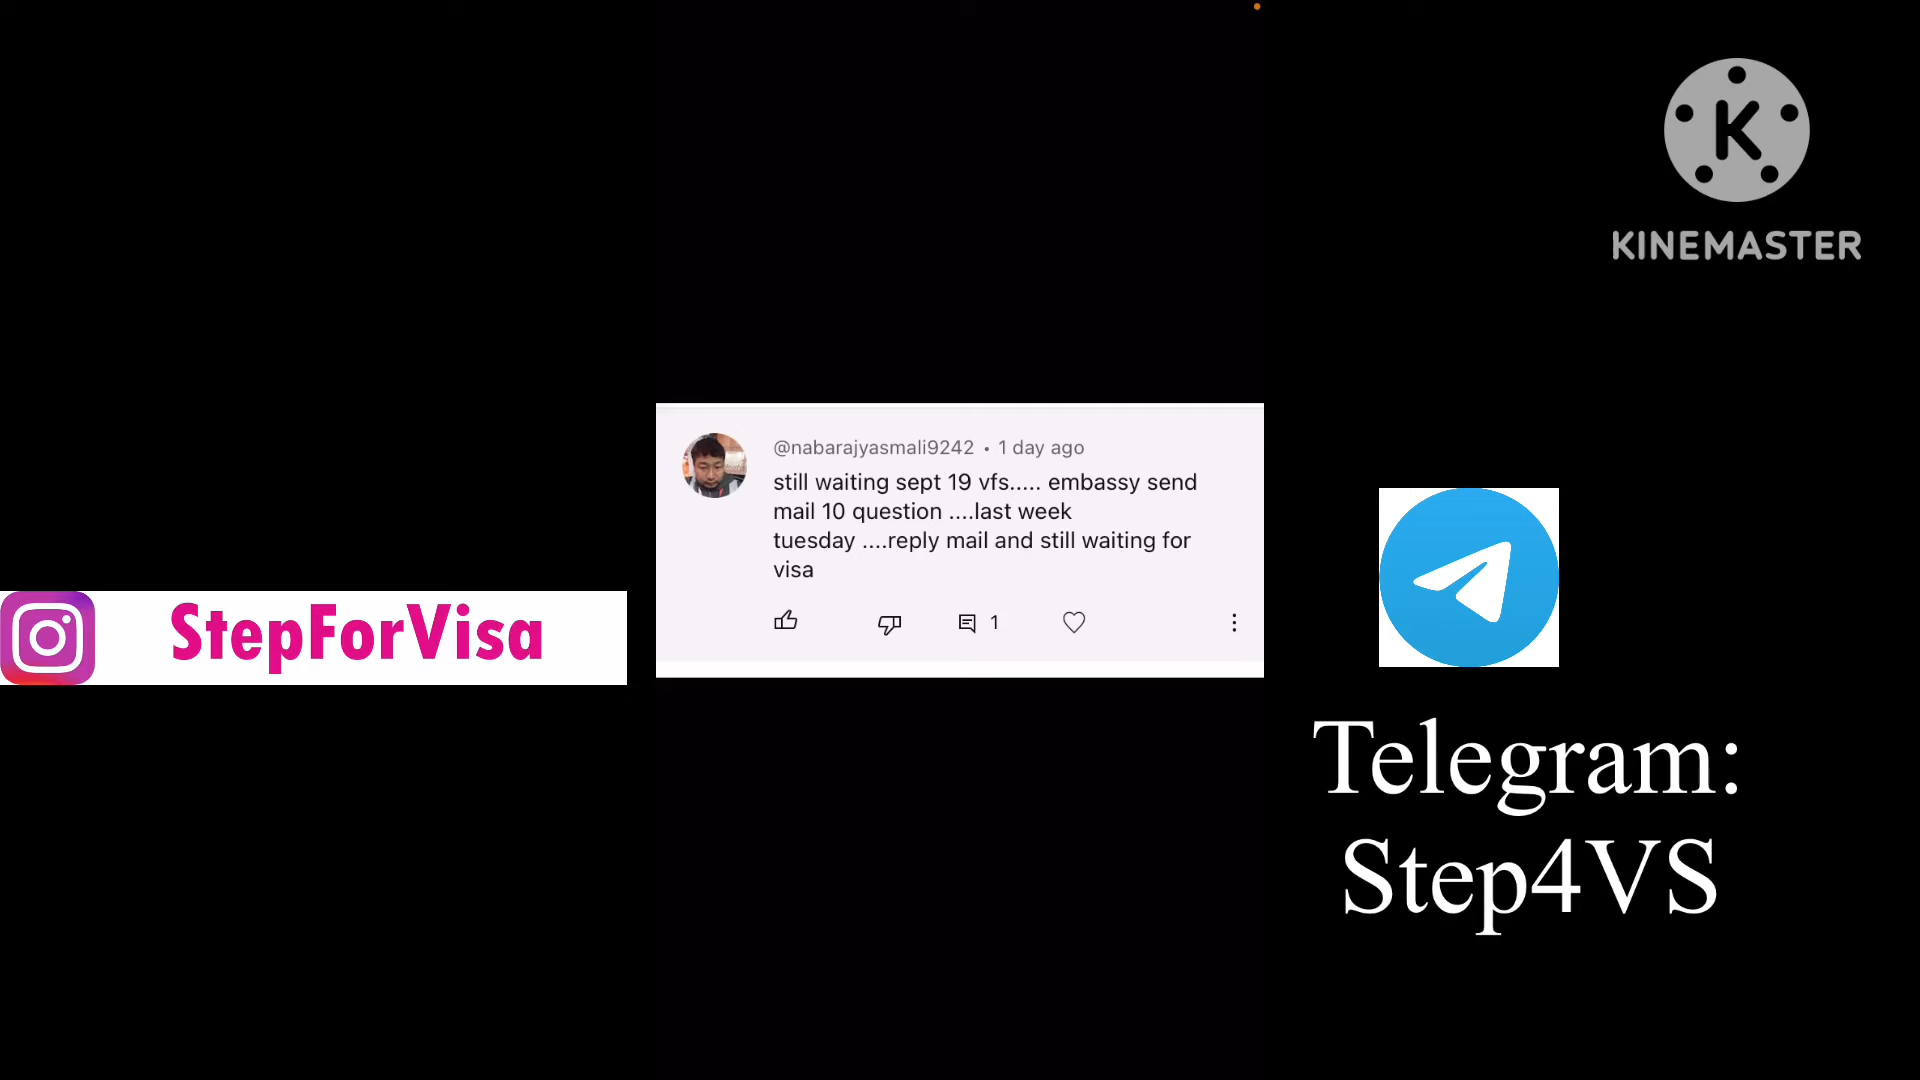 KINEMASTER
@nabarajyasmali9242 • 1 day ago
still waiting sept 19 vfs..... embassy send
mail 10 question ....last week
tuesday ....reply mail and still waiting for
visa
1
StepForVisa
Telegram:
Step4VS